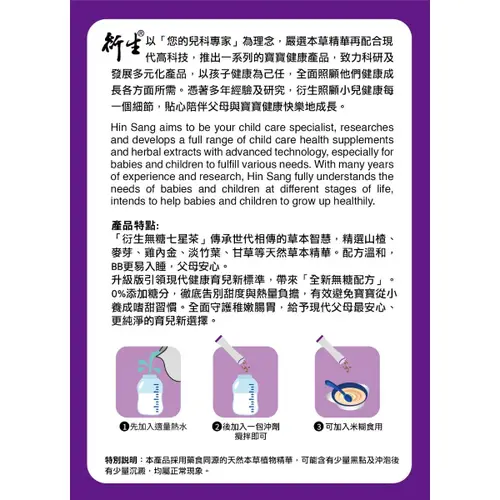 衍生® 以「您的兒科專家」為理念，嚴選本草精華再配合現
代高科技，推出一系列的寶寶健康產品，致力科研及
發展多元化產品，以孩子健康為己任，全面照顧他們健康成
長各方面所需。憑著多年經驗及研究，衍生照顧小兒健康每
一個細節，貼心陪伴父母與寶寶健康快樂地成長。
Hin Sang aims to be your child care specialist, researches
and develops a full range of child care health supplements
and herbal extracts with advanced technology, especially for
babies and children to fulfill various needs. With many years
of experience and research, Hin Sang fully understands the
needs of babies and children at different stages of life,
intends to help babies and children to grow up healthily.
產品特點:
「衍生無糖七星茶」傳承世代相傳的草本智慧，精選山楂、
麥芽、雞內金、淡竹葉、甘草等天然草本精華。配方溫和，
BB更易入睡，父母安心。
升級版引領現代健康育兒新標準，帶來「全新無糖配方」。
0%添加糖分，徹底告別甜度與熱量負擔，有效避免寶寶從小
養成嗜甜習慣。全面守護稚嫩腸胃，給予現代父母最安心、
更純淨的育兒新選擇。
1先加入適量熱水
2後加入一包沖劑
攪拌即可
3可加入米糊食用
特別說明：本產品採用藥食同源的天然本草植物精華，可能含有少量黑點及沖泡後
有少量沉澱，均屬正常現象。